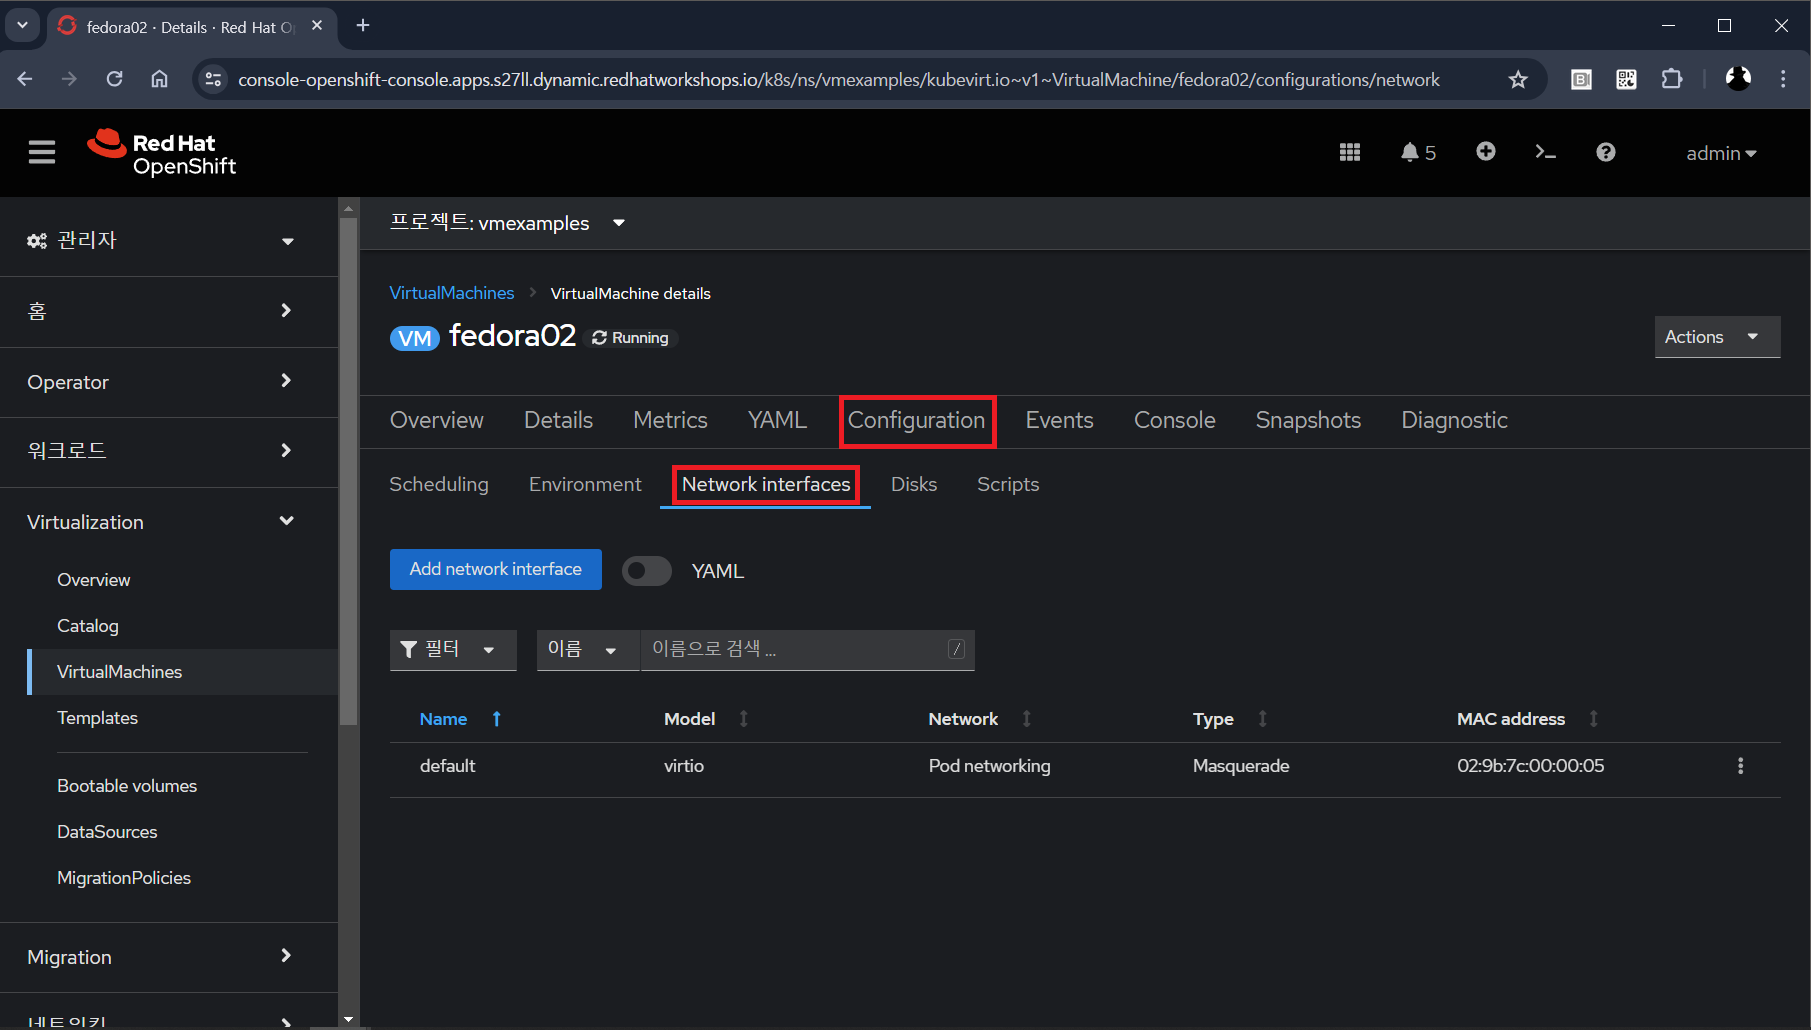 fedora02 · Details · Red Hat O
console-openshift-console.apps.s27ll.dynamic.redhatworkshops.io/k8s/ns/vmexamples/kubevirt.io~v1~VirtualMachine/fedora02/configurations/network
Red Hat
OpenShift
5
admin
관리자
홈
Operator
워크로드
Virtualization
Overview
Catalog
VirtualMachines
Templates
Bootable volumes
DataSources
MigrationPolicies
Migration
네트워킹
프로젝트: vmexamples
VirtualMachines VirtualMachine details
VM fedora02 Running
Actions
Overview Details Metrics YAML Configuration Events Console Snapshots Diagnostic
Scheduling Environment Network interfaces Disks Scripts
Add network interface YAML
필터 이름 이름으로 검색 ... /
Name Model Network Type MAC address
default virtio Pod networking Masquerade 02:9b:7c:00:00:05